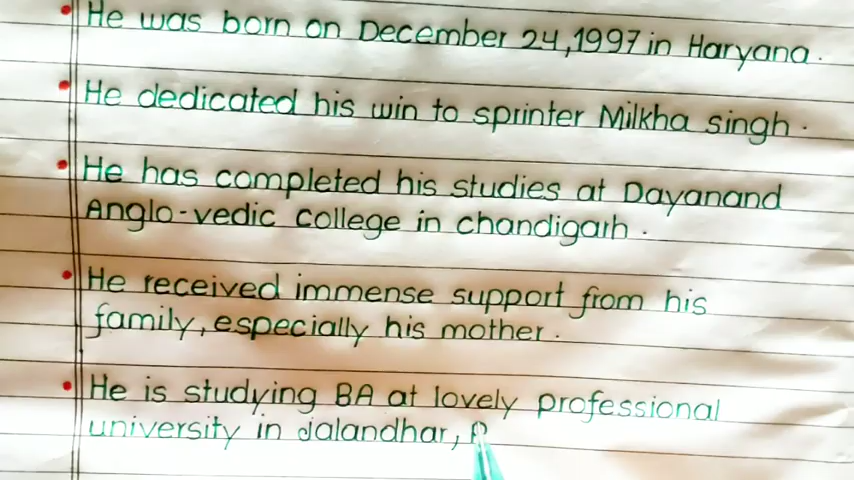 He was born on December 24,1997 in Haryana.
He dedicated his win to sprinter Milkha singh.
He has completed his studies at Dayanand
Anglo-vedic college in chandigarh.
He received immense support from his
family, especially his mother.
He is studying BA at lovely professional
university in Jalandhar, P